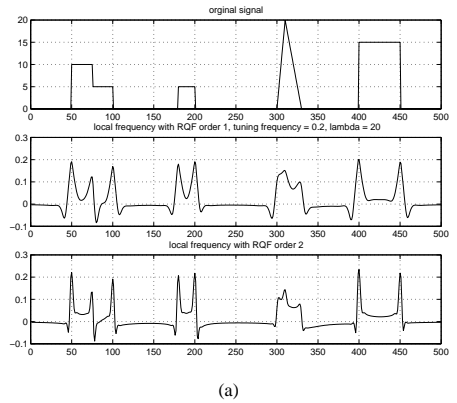 orginal signal
20
15
10
5
0
0 50 100 150 200 250 300 350 400 450 500
local frequency with RQF order 1, tuning frequency = 0.2, lambda = 20
0.3
0.2
0.1
0
−0.1
0 50 100 150 200 250 300 350 400 450 500
local frequency with RQF order 2
0.3
0.2
0.1
0
−0.1
0 50 100 150 200 250 300 350 400 450 500
(a)